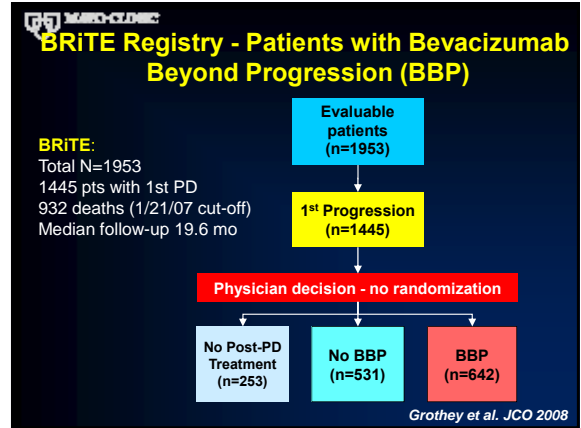 MAYO CLINIC
BRiTE Registry - Patients with Bevacizumab
Beyond Progression (BBP)
BRiTE:
Total N=1953
1445 pts with 1st PD
932 deaths (1/21/07 cut-off)
Median follow-up 19.6 mo
Evaluable
patients
(n=1953)
1st Progression
(n=1445)
Physician decision - no randomization
No Post-PD
Treatment
(n=253)
No BBP
(n=531)
BBP
(n=642)
Grothey et al. JCO 2008